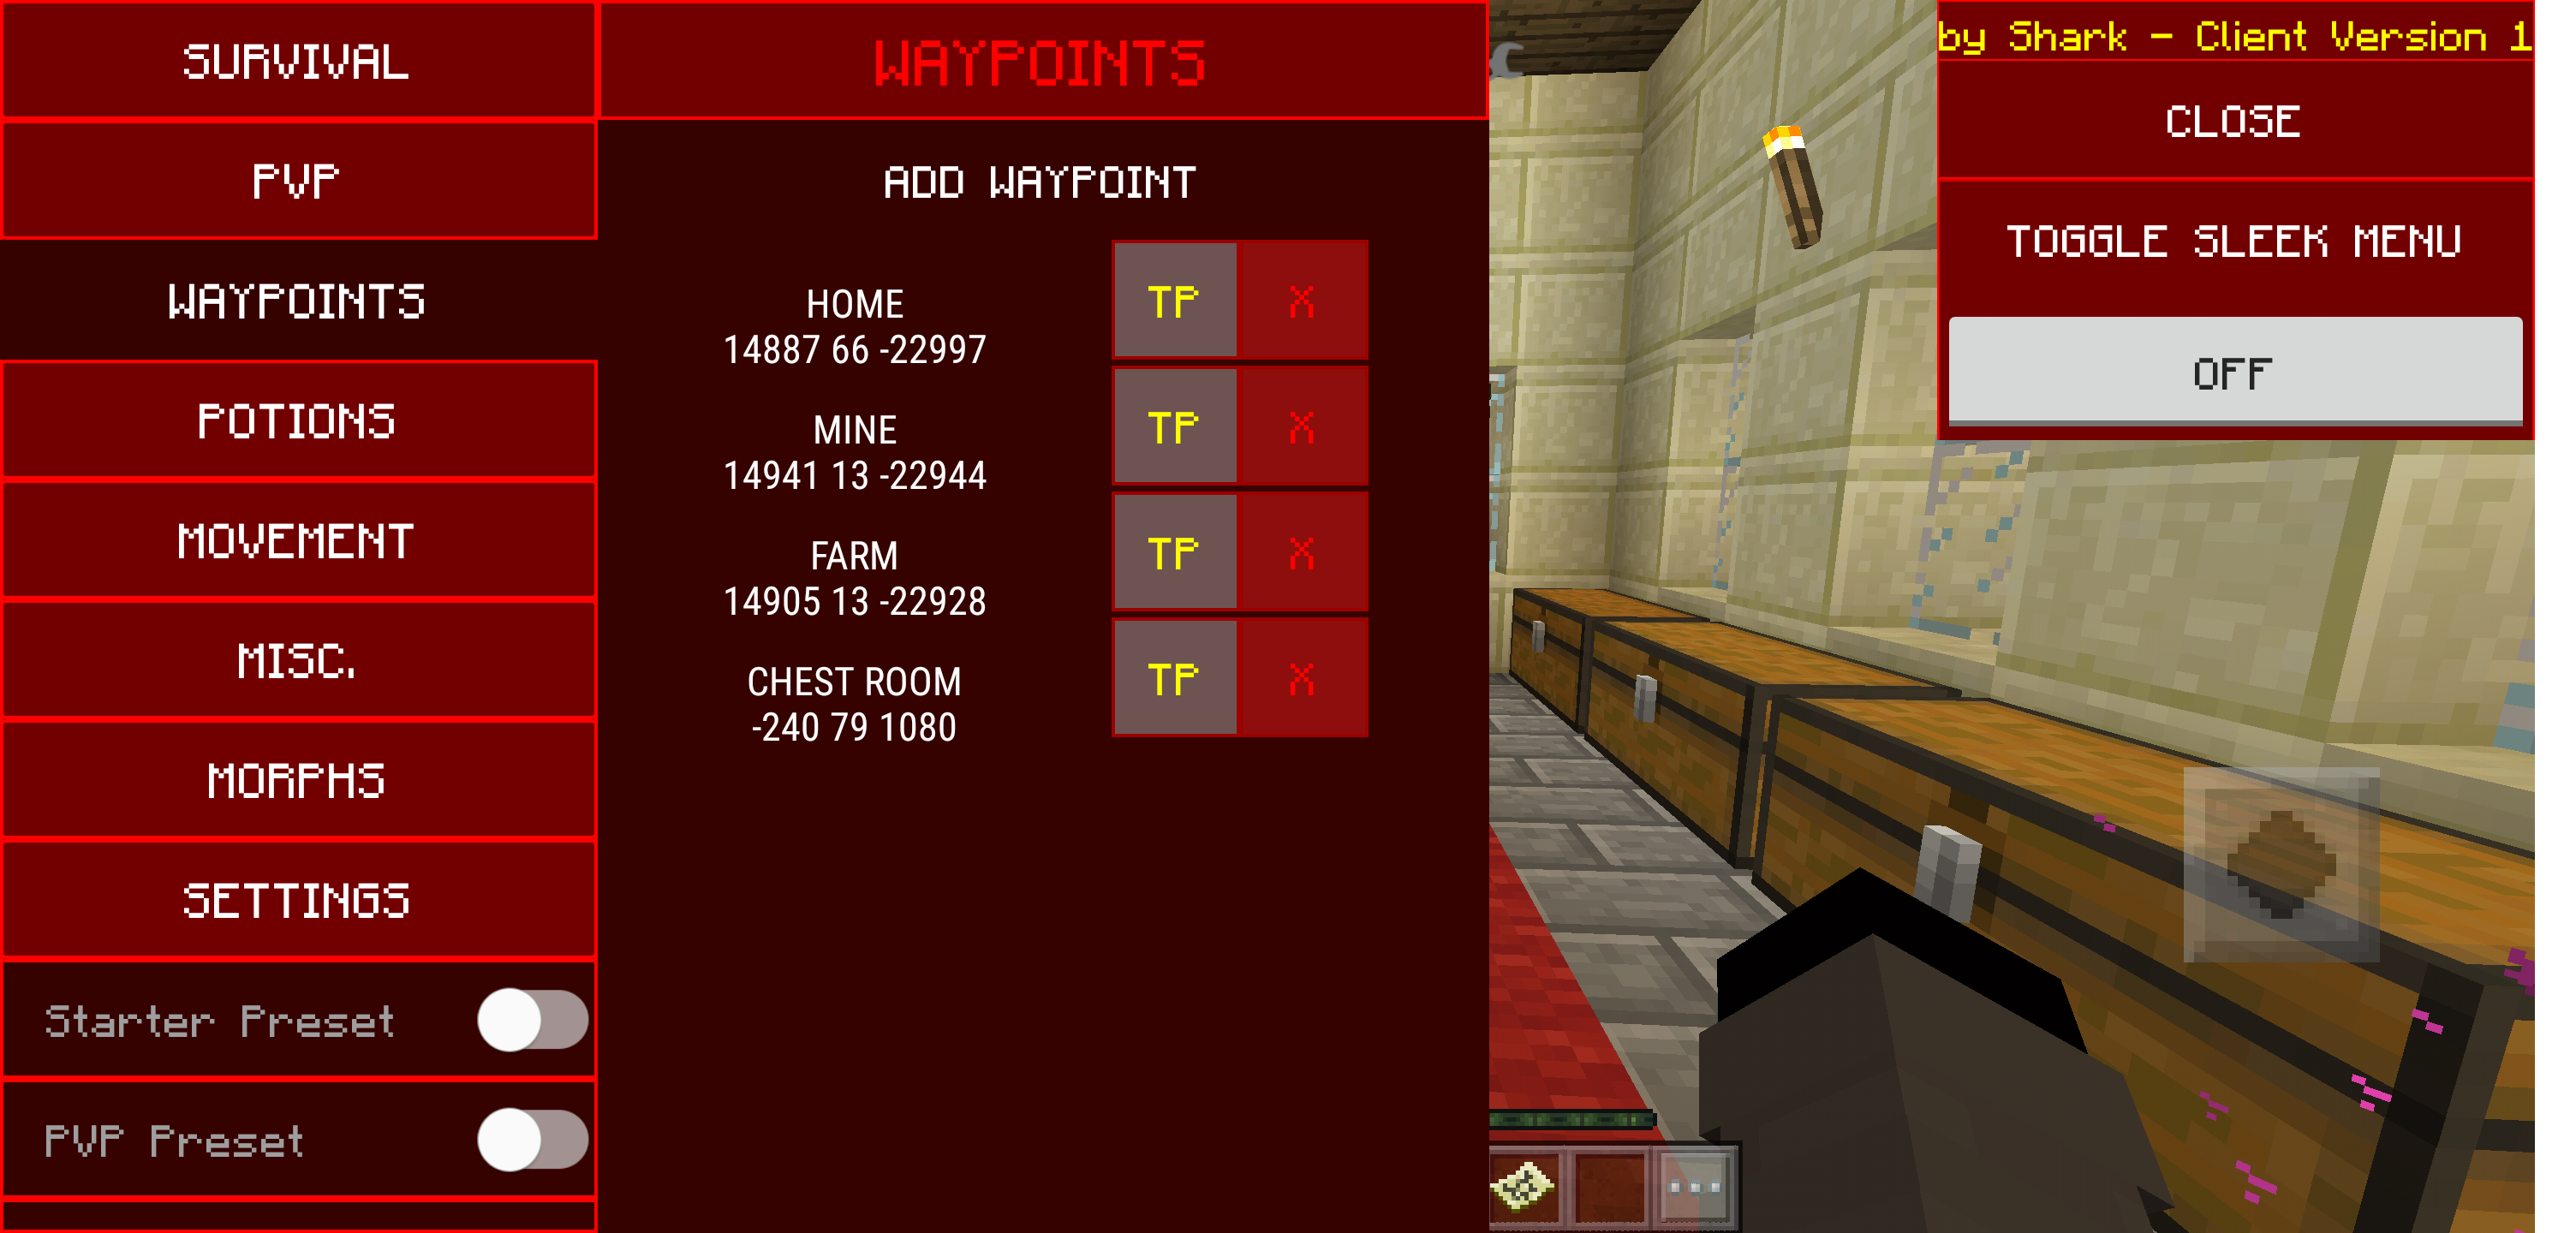 SURVIVAL
PVP
WAYPOINTS
POTIONS
MOVEMENT
MISC.
MORPHS
SETTINGS
Starter Preset
PVP Preset
WAYPOINTS
ADD WAYPOINT
HOME
14887 66 -22997
TP X
MINE
14941 13 -22944
TP X
FARM
14905 13 -22928
TP X
CHEST ROOM
-240 79 1080
TP X
by Shark - Client Version 1
CLOSE
TOGGLE SLEEK MENU
OFF